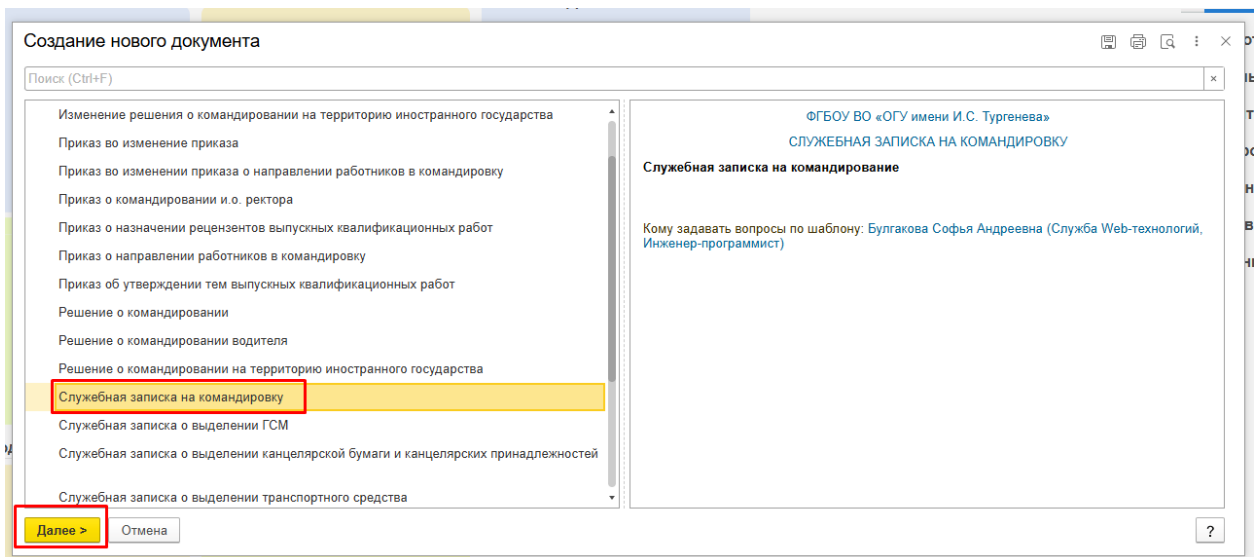 Создание нового документа
Поиск (Ctrl+F)
×
Изменение решения о командировании на территорию иностранного государства
Приказ во изменение приказа
Приказ во изменении приказа о направлении работников в командировку
Приказ о командировании и.о. ректора
Приказ о назначении рецензентов выпускных квалификационных работ
Приказ о направлении работников в командировку
Приказ об утверждении тем выпускных квалификационных работ
Решение о командировании
Решение о командировании водителя
Решение о командировании на территорию иностранного государства
Служебная записка на командировку
Служебная записка о выделении ГСМ
Служебная записка о выделении канцелярской бумаги и канцелярских принадлежностей
Служебная записка о выделении транспортного средства
ФГБОУ ВО «ОГУ имени И.С. Тургенева»
СЛУЖЕБНАЯ ЗАПИСКА НА КОМАНДИРОВКУ
Служебная записка на командирование
Кому задавать вопросы по шаблону: Булгакова Софья Андреевна (Служба Web-технологий,
Инженер-программист)
Далее >
Отмена
?